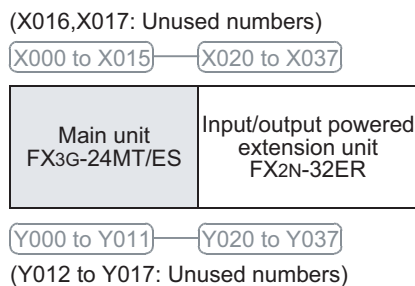 (X016,X017: Unused numbers)
X000 to X015 X020 to X037
Main unit
FX3G-24MT/ES
Input/output powered
extension unit
FX2N-32ER
Y000 to Y011 Y020 to Y037
(Y012 to Y017: Unused numbers)